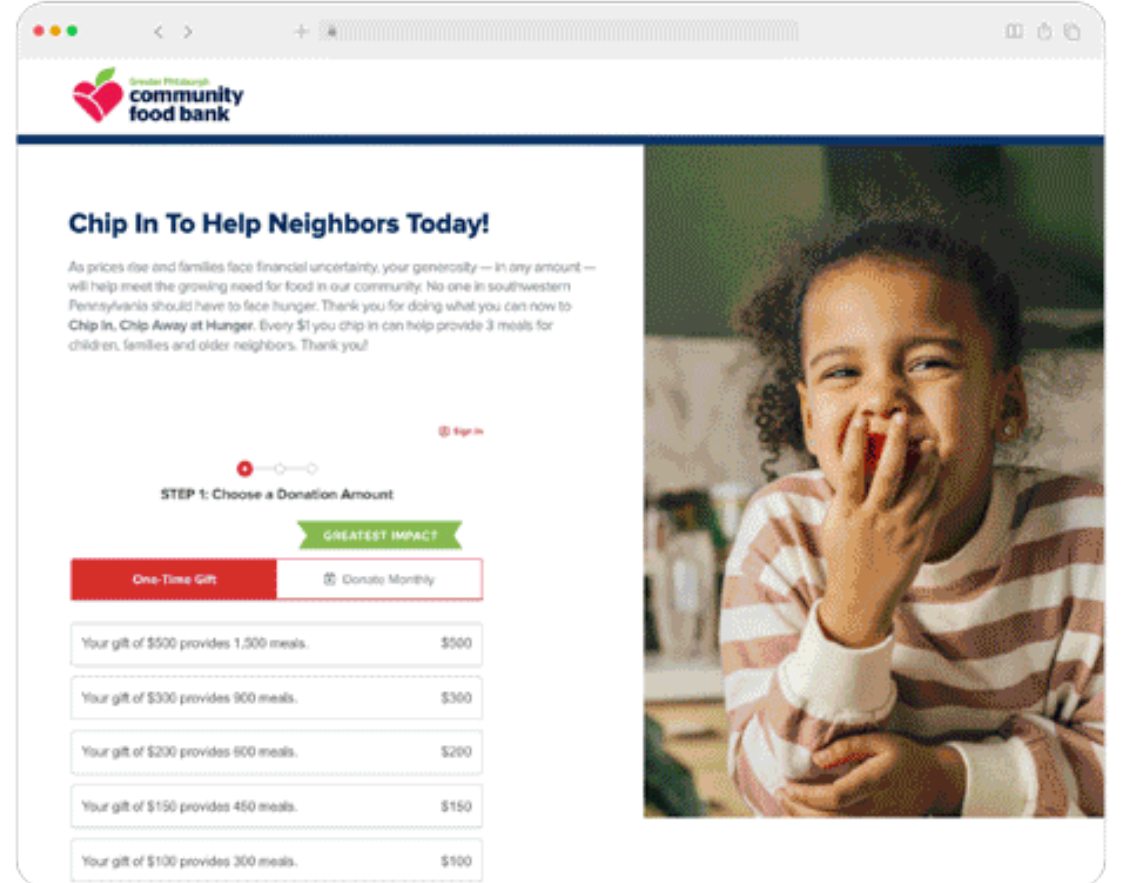 Greater Pittsburgh
community
food bank
Chip In To Help Neighbors Today!
As prices rise and families face financial uncertainty, your generosity — in any amount —
will help meet the growing need for food in our community. No one in southwestern
Pennsylvania should have to face hunger. Thank you for doing what you can now to
Chip In, Chip Away at Hunger. Every $1 you chip in can help provide 3 meals for
children, families and older neighbors. Thank you!
Sign In
STEP 1: Choose a Donation Amount
GREATEST IMPACT
One-Time Gift Donate Monthly
Your gift of $500 provides 1,500 meals. $500
Your gift of $300 provides 900 meals. $300
Your gift of $200 provides 600 meals. $200
Your gift of $150 provides 450 meals. $150
Your gift of $100 provides 300 meals. $100